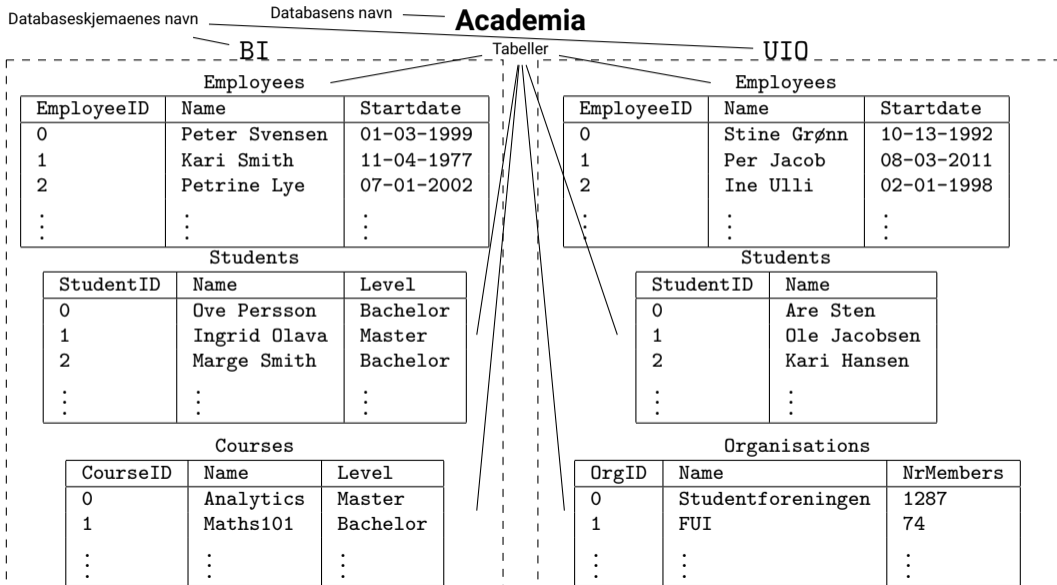 Databaseskjemaenes navn
Databasens navn
Academia
BI
Tabeller
UIO
Employees
EmployeeID Name Startdate
0 Peter Svensen 01-03-1999
1 Kari Smith 11-04-1977
2 Petrine Lye 07-01-2002
⋮ ⋮ ⋮
Students
StudentID Name Level
0 Ove Persson Bachelor
1 Ingrid Olava Master
2 Marge Smith Bachelor
⋮ ⋮ ⋮
Courses
CourseID Name Level
0 Analytics Master
1 Maths101 Bachelor
⋮ ⋮ ⋮
Employees
EmployeeID Name Startdate
0 Stine Grønn 10-13-1992
1 Per Jacob 08-03-2011
2 Ine Ulli 02-01-1998
⋮ ⋮ ⋮
Students
StudentID Name
0 Are Sten
1 Ole Jacobsen
2 Kari Hansen
⋮ ⋮
Organisations
OrgID Name NrMembers
0 Studentforeningen 1287
1 FUI 74
⋮ ⋮ ⋮